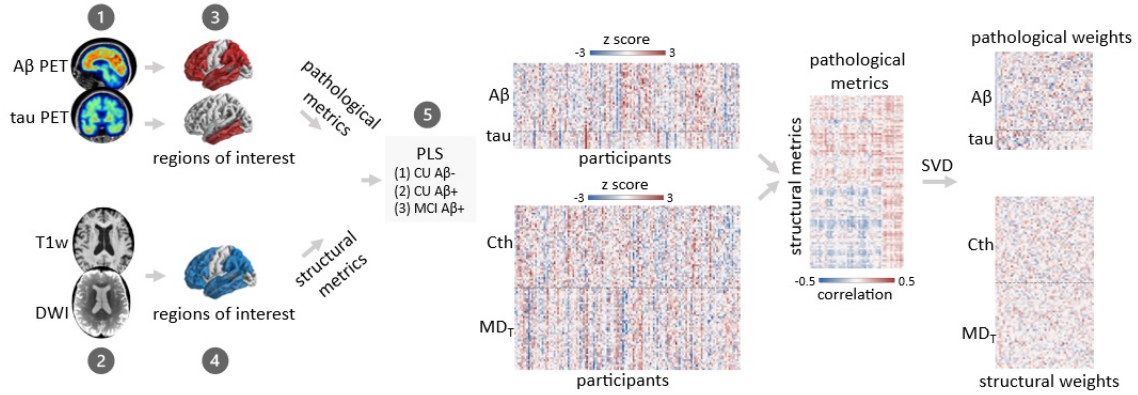 1
3
Aβ PET
tau PET
regions of interest
pathological
metrics
T1w
DWI
regions of interest
structural
metrics
2
4
5
PLS
(1) CU Aβ-
(2) CU Aβ+
(3) MCI Aβ+
z score
-3 3
Aβ
tau
participants
z score
-3 3
Cth
MDT
participants
pathological
metrics
structural metrics
-0.5 0.5
correlation
SVD
pathological weights
Aβ
tau
Cth
MDT
structural weights